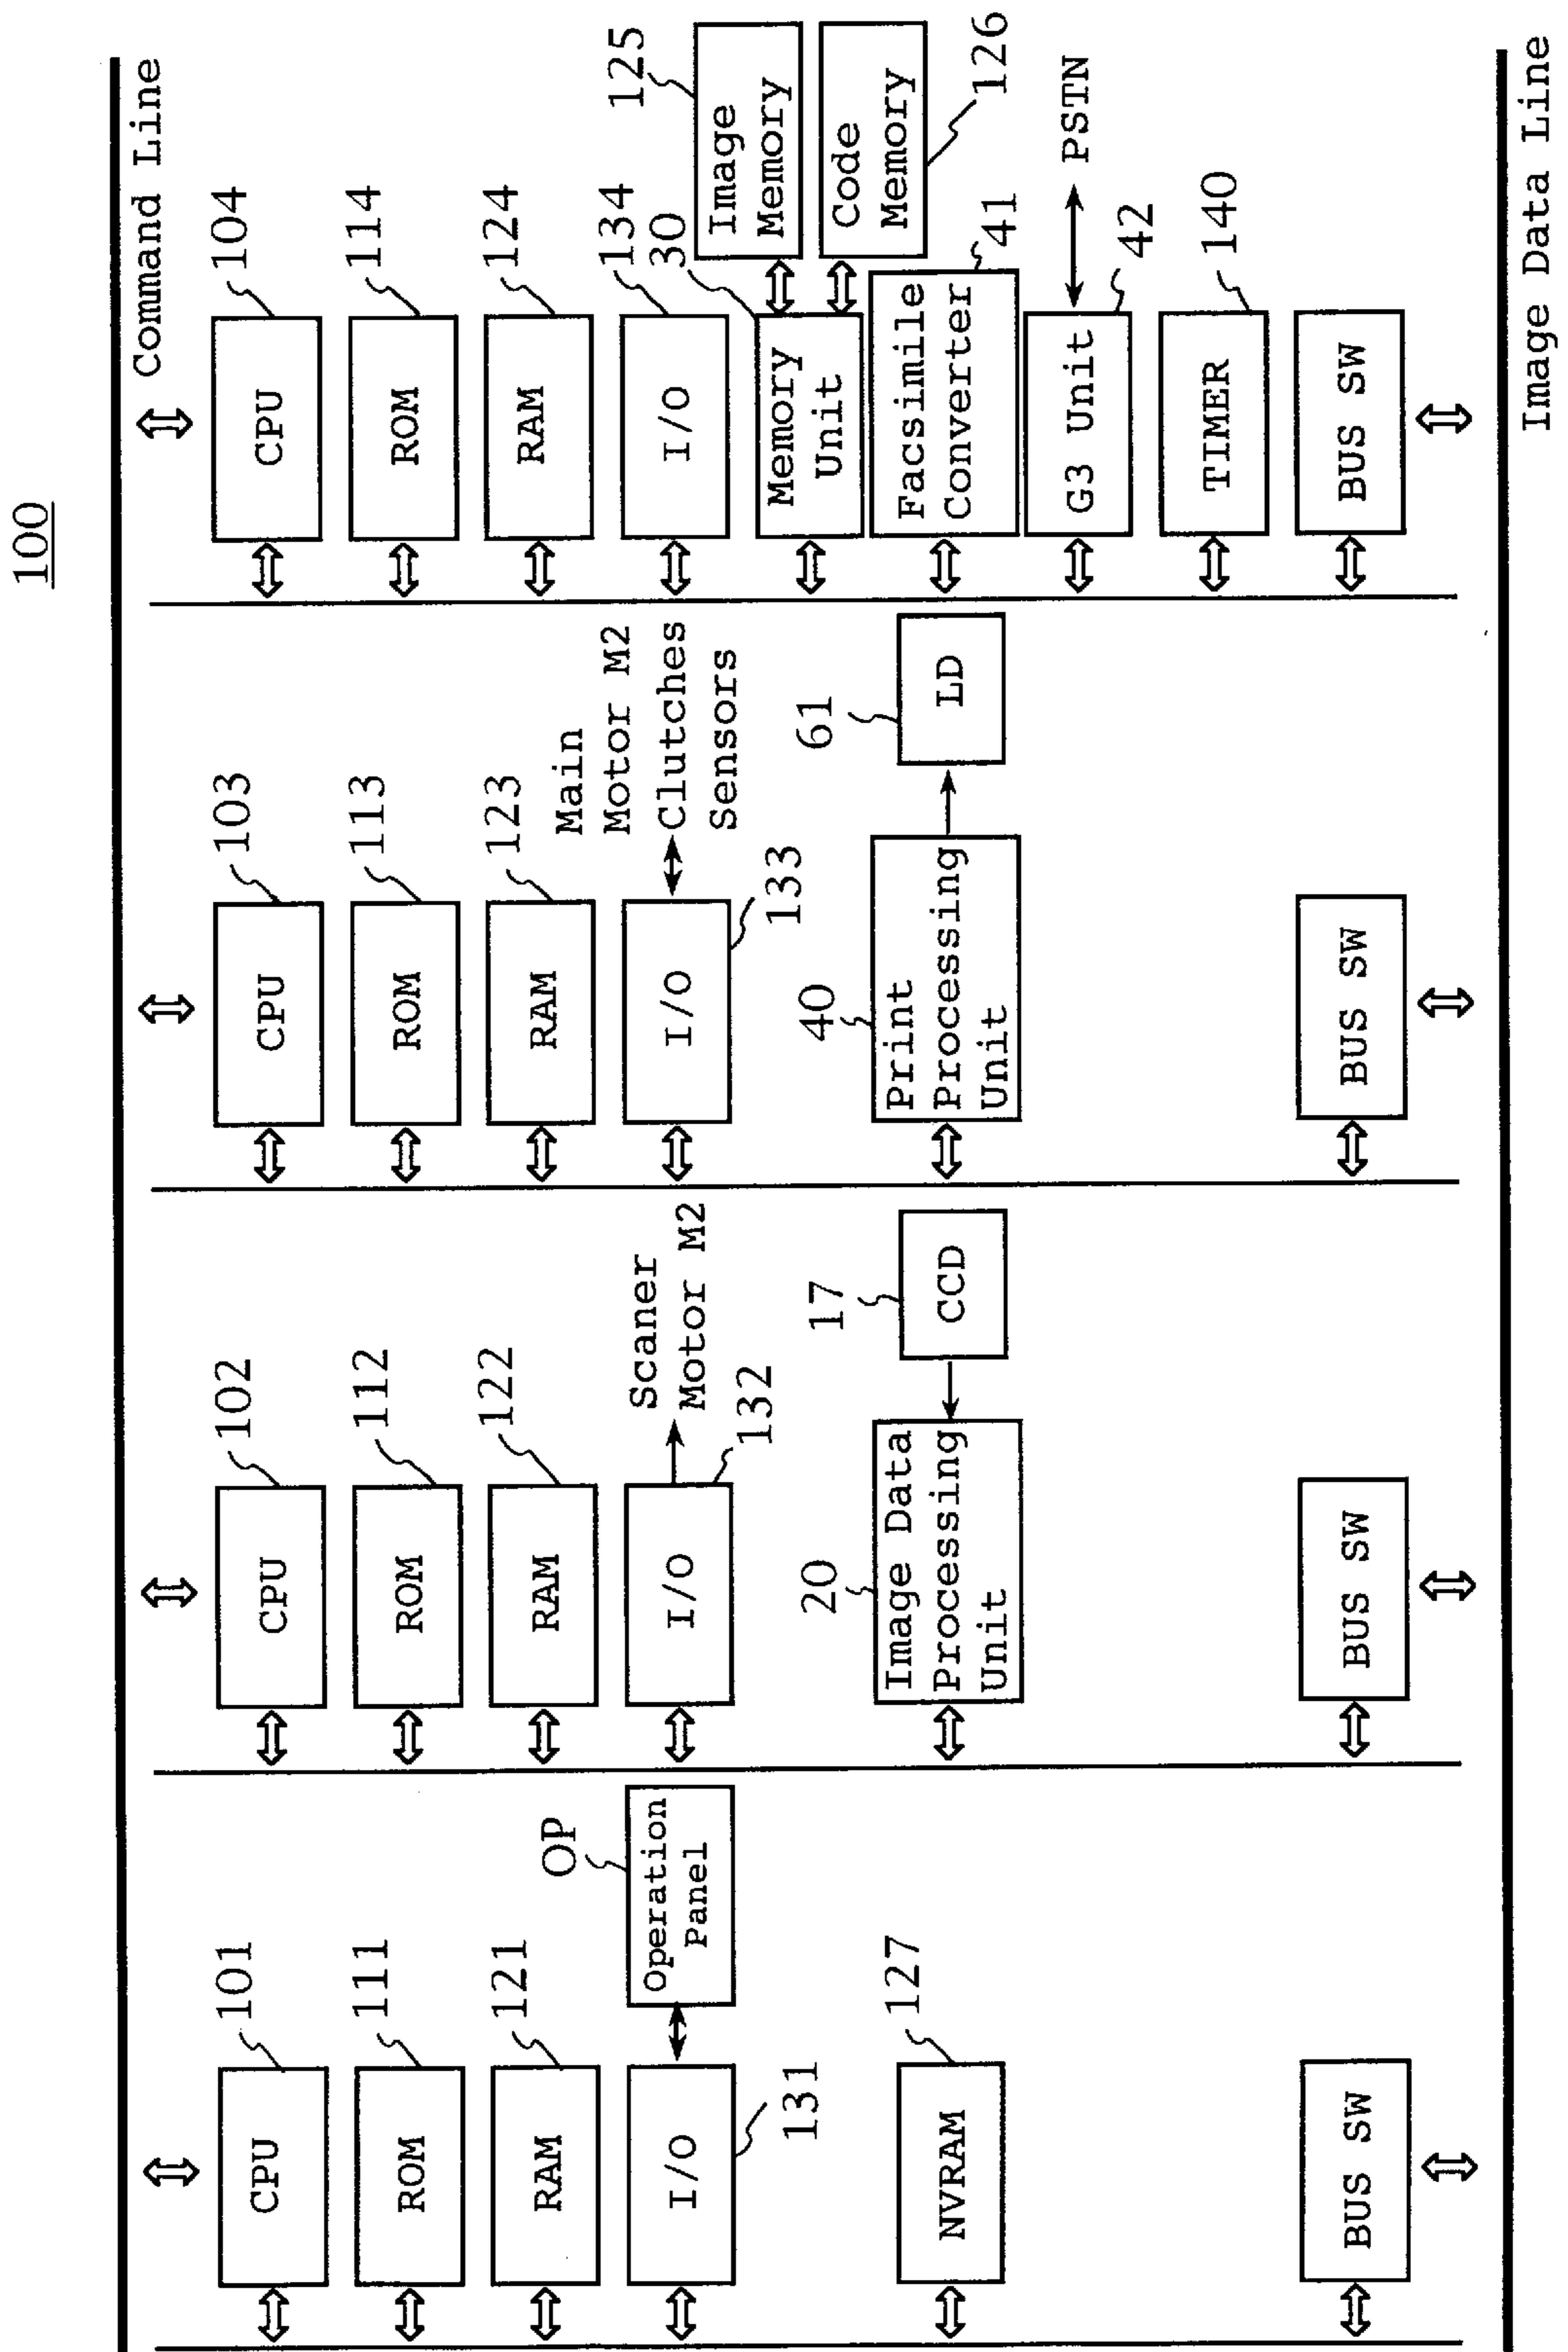 100
Command Line
101
CPU
111
ROM
121
RAM
131
I/O
OP
Operation
Panel
127
NVRAM
BUS SW
102
CPU
112
ROM
122
RAM
132
I/O
Scaner
Motor M2
20
Image Data
Processing
Unit
17
CCD
BUS SW
103
CPU
113
ROM
123
RAM
133
I/O
Main
Motor M2
Clutches
Sensors
40
Print
Processing
Unit
61
LD
BUS SW
104
CPU
114
ROM
124
RAM
134
I/O
30
Memory
Unit
125
Image
Memory
Code
Memory
126
41
Facsimile
Converter
G3 Unit
42
PSTN
140
TIMER
BUS SW
Image Data Line